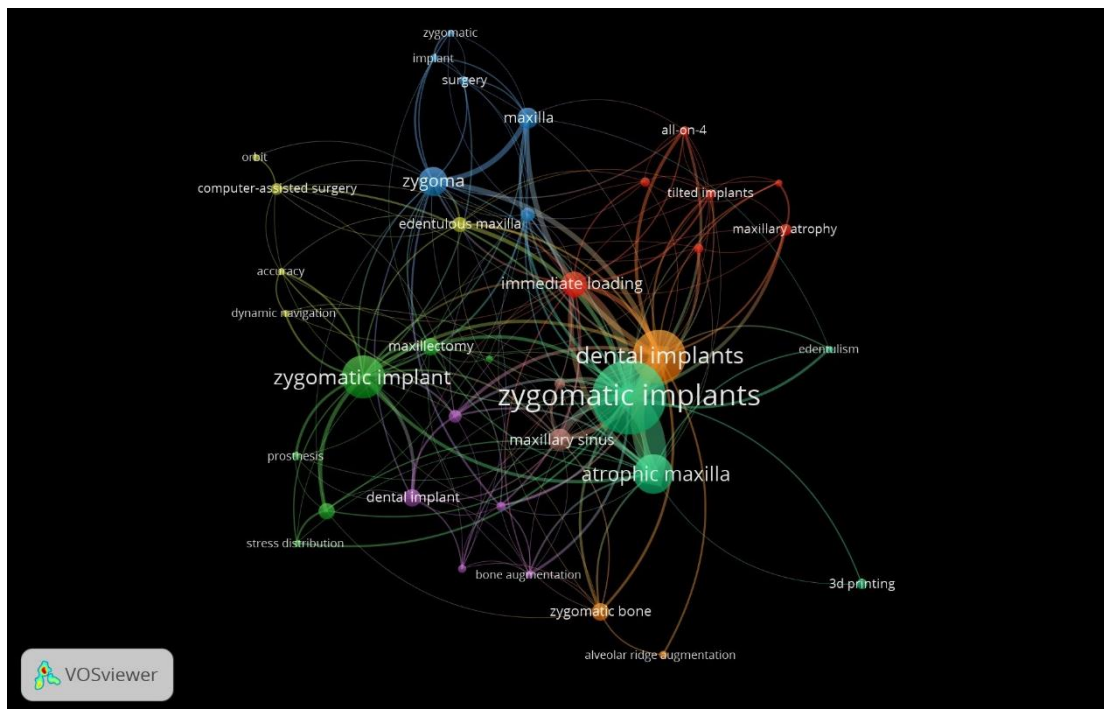 zygomatic
implant
surgery
maxilla
all-on-4
orbit
zygoma
computer-assisted surgery
tilted implants
edentulous maxilla
maxillary atrophy
accuracy
immediate loading
dynamic navigation
maxillectomy
edentulism
dental implants
zygomatic implant
zygomatic implants
maxillary sinus
prosthesis
atrophic maxilla
dental implant
stress distribution
bone augmentation
3d printing
zygomatic bone
alveolar ridge augmentation
VOSviewer